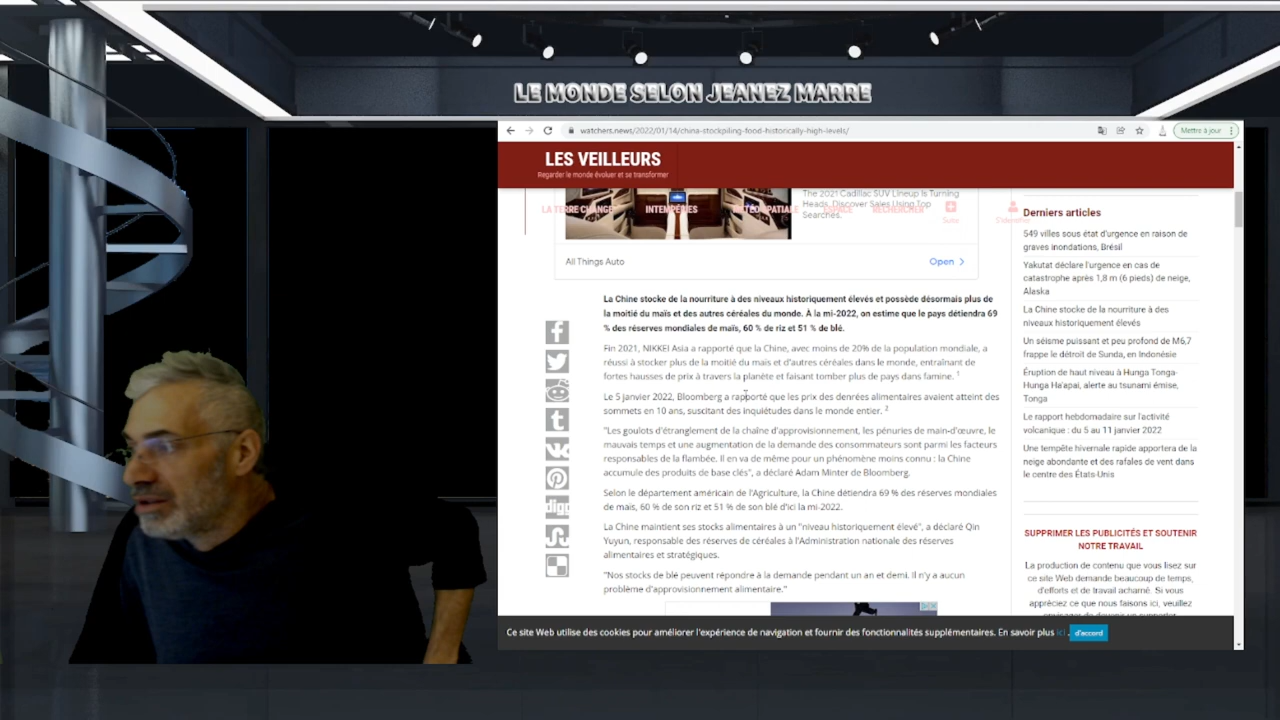 LE MONDE SELON JEANEZ MARRE
watchers.news/2022/01/14/china-stockpiling-food-historically-high-levels/
Mettre à jour
LES VEILLEURS
Regarder le monde évoluer et se transformer
The 2021 Cadillac SUV Lineup Is Turning
Heads. Discover Sales Using Top
Searches.
LA TERRE CHANGE
INTEMPÉRIES
MÉTÉO SPATIALE
ESPACE
RECHERCHER
All Things Auto
Open
La Chine stocke de la nourriture à des niveaux historiquement élevés et possède désormais plus de
la moitié du maïs et des autres céréales du monde. À la mi-2022, on estime que le pays détiendra 69
% des réserves mondiales de maïs, 60 % de riz et 51 % de blé.
Fin 2021, NIKKEI Asia a rapporté que la Chine, avec moins de 20% de la population mondiale, a
réussi à stocker plus de la moitié du maïs et d'autres céréales dans le monde, entraînant de
fortes hausses de prix à travers la planète et faisant tomber plus de pays dans famine. 1
Le 5 janvier 2022, Bloomberg a rapporté que les prix des denrées alimentaires avaient atteint des
sommets en 10 ans, suscitant des inquiétudes dans le monde entier. 2
"Les goulots d'étranglement de la chaîne d'approvisionnement, les pénuries de main-d'œuvre, le
mauvais temps et une augmentation de la demande des consommateurs sont parmi les facteurs
responsables de la flambée. Il en va de même pour un phénomène moins connu : la Chine
accumule des produits de base clés", a déclaré Adam Minter de Bloomberg.
Selon le département américain de l'Agriculture, la Chine détiendra 69 % des réserves mondiales
de maïs, 60 % de son riz et 51 % de son blé d'ici la mi-2022.
La Chine maintient ses stocks alimentaires à un "niveau historiquement élevé", a déclaré Qin
Yuyun, responsable des réserves de céréales à l'Administration nationale des réserves
alimentaires et stratégiques.
"Nos stocks de blé peuvent répondre à la demande pendant un an et demi. Il n'y a aucun
problème d'approvisionnement alimentaire."
digg
Derniers articles
549 villes sous état d'urgence en raison de
graves inondations, Brésil
Yakutat déclare l'urgence en cas de
catastrophe après 1,8 m (6 pieds) de neige,
Alaska
La Chine stocke de la nourriture à des
niveaux historiquement élevés
Un séisme puissant et peu profond de M6,7
frappe le détroit de Sunda, en Indonésie
Éruption de haut niveau à Hunga Tonga-
Hunga Ha'apai, alerte au tsunami émise,
Tonga
Le rapport hebdomadaire sur l'activité
volcanique : du 5 au 11 janvier 2022
Une tempête hivernale rapide apportera de la
neige abondante et des rafales de vent dans
le centre des États-Unis
SUPPRIMER LES PUBLICITÉS ET SOUTENIR
NOTRE TRAVAIL
La production de contenu que vous lisez sur
ce site Web demande beaucoup de temps,
d'efforts et de travail acharné. Si vous
appréciez ce que nous faisons ici, veuillez
Ce site Web utilise des cookies pour améliorer l'expérience de navigation et fournir des fonctionnalités supplémentaires. En savoir plus ici .
d'accord